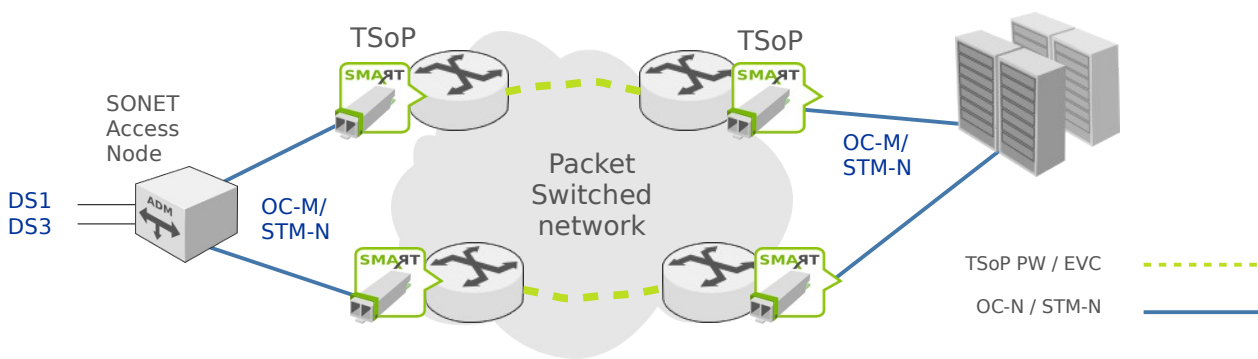 TSoP
TSoP
SMART
SMART
SONET
Access
Node
OC-M/
STM-N
Packet
Switched
network
DS1
DS3
ADM
OC-M/
STM-N
SMART
SMART
TSoP PW / EVC
OC-N / STM-N